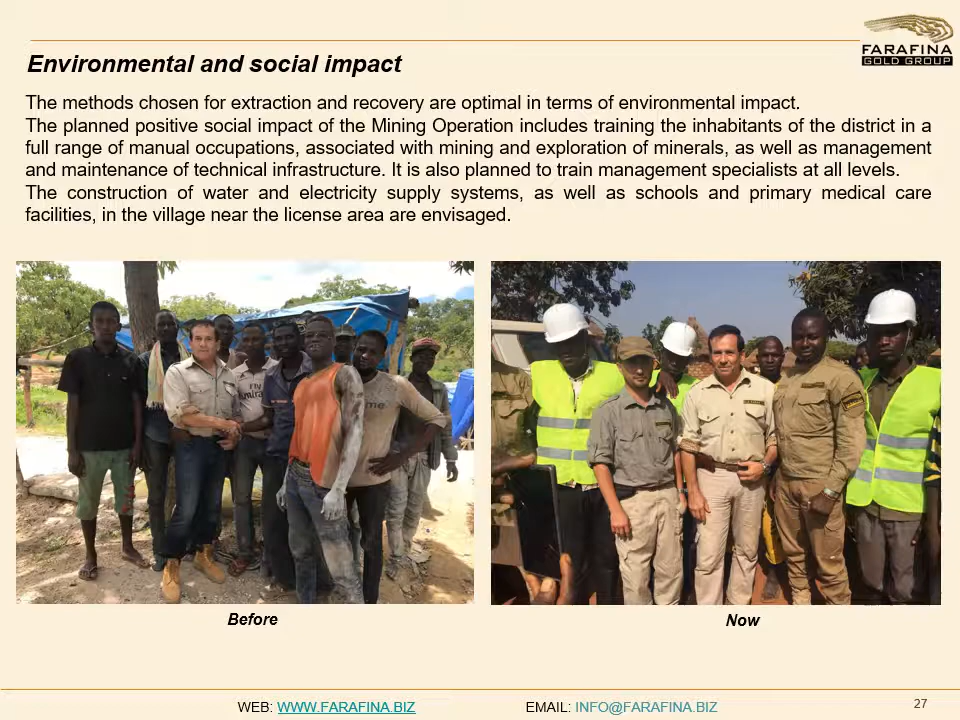 FARAFINA
GOLD GROUP
Environmental and social impact
The methods chosen for extraction and recovery are optimal in terms of environmental impact.
The planned positive social impact of the Mining Operation includes training the inhabitants of the district in a
full range of manual occupations, associated with mining and exploration of minerals, as well as management
and maintenance of technical infrastructure. It is also planned to train management specialists at all levels.
The construction of water and electricity supply systems, as well as schools and primary medical care
facilities, in the village near the license area are envisaged.
Fly
Before
Now
WEB: WWW.FARAFINA.BIZ
EMAIL: INFO@FARAFINA.BIZ
27